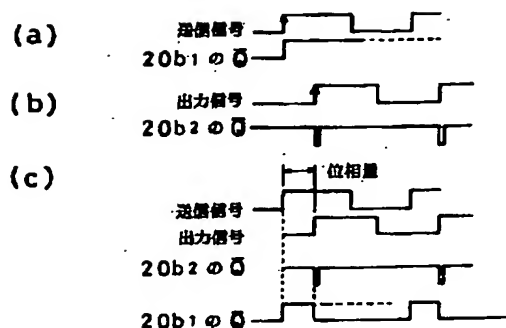 (a)
送信信号
20b1 の Q̅
(b)
出力信号
20b2 の Q̅
(c)
位相量
送信信号
出力信号
20b2 の Q̅
20b1 の Q̅